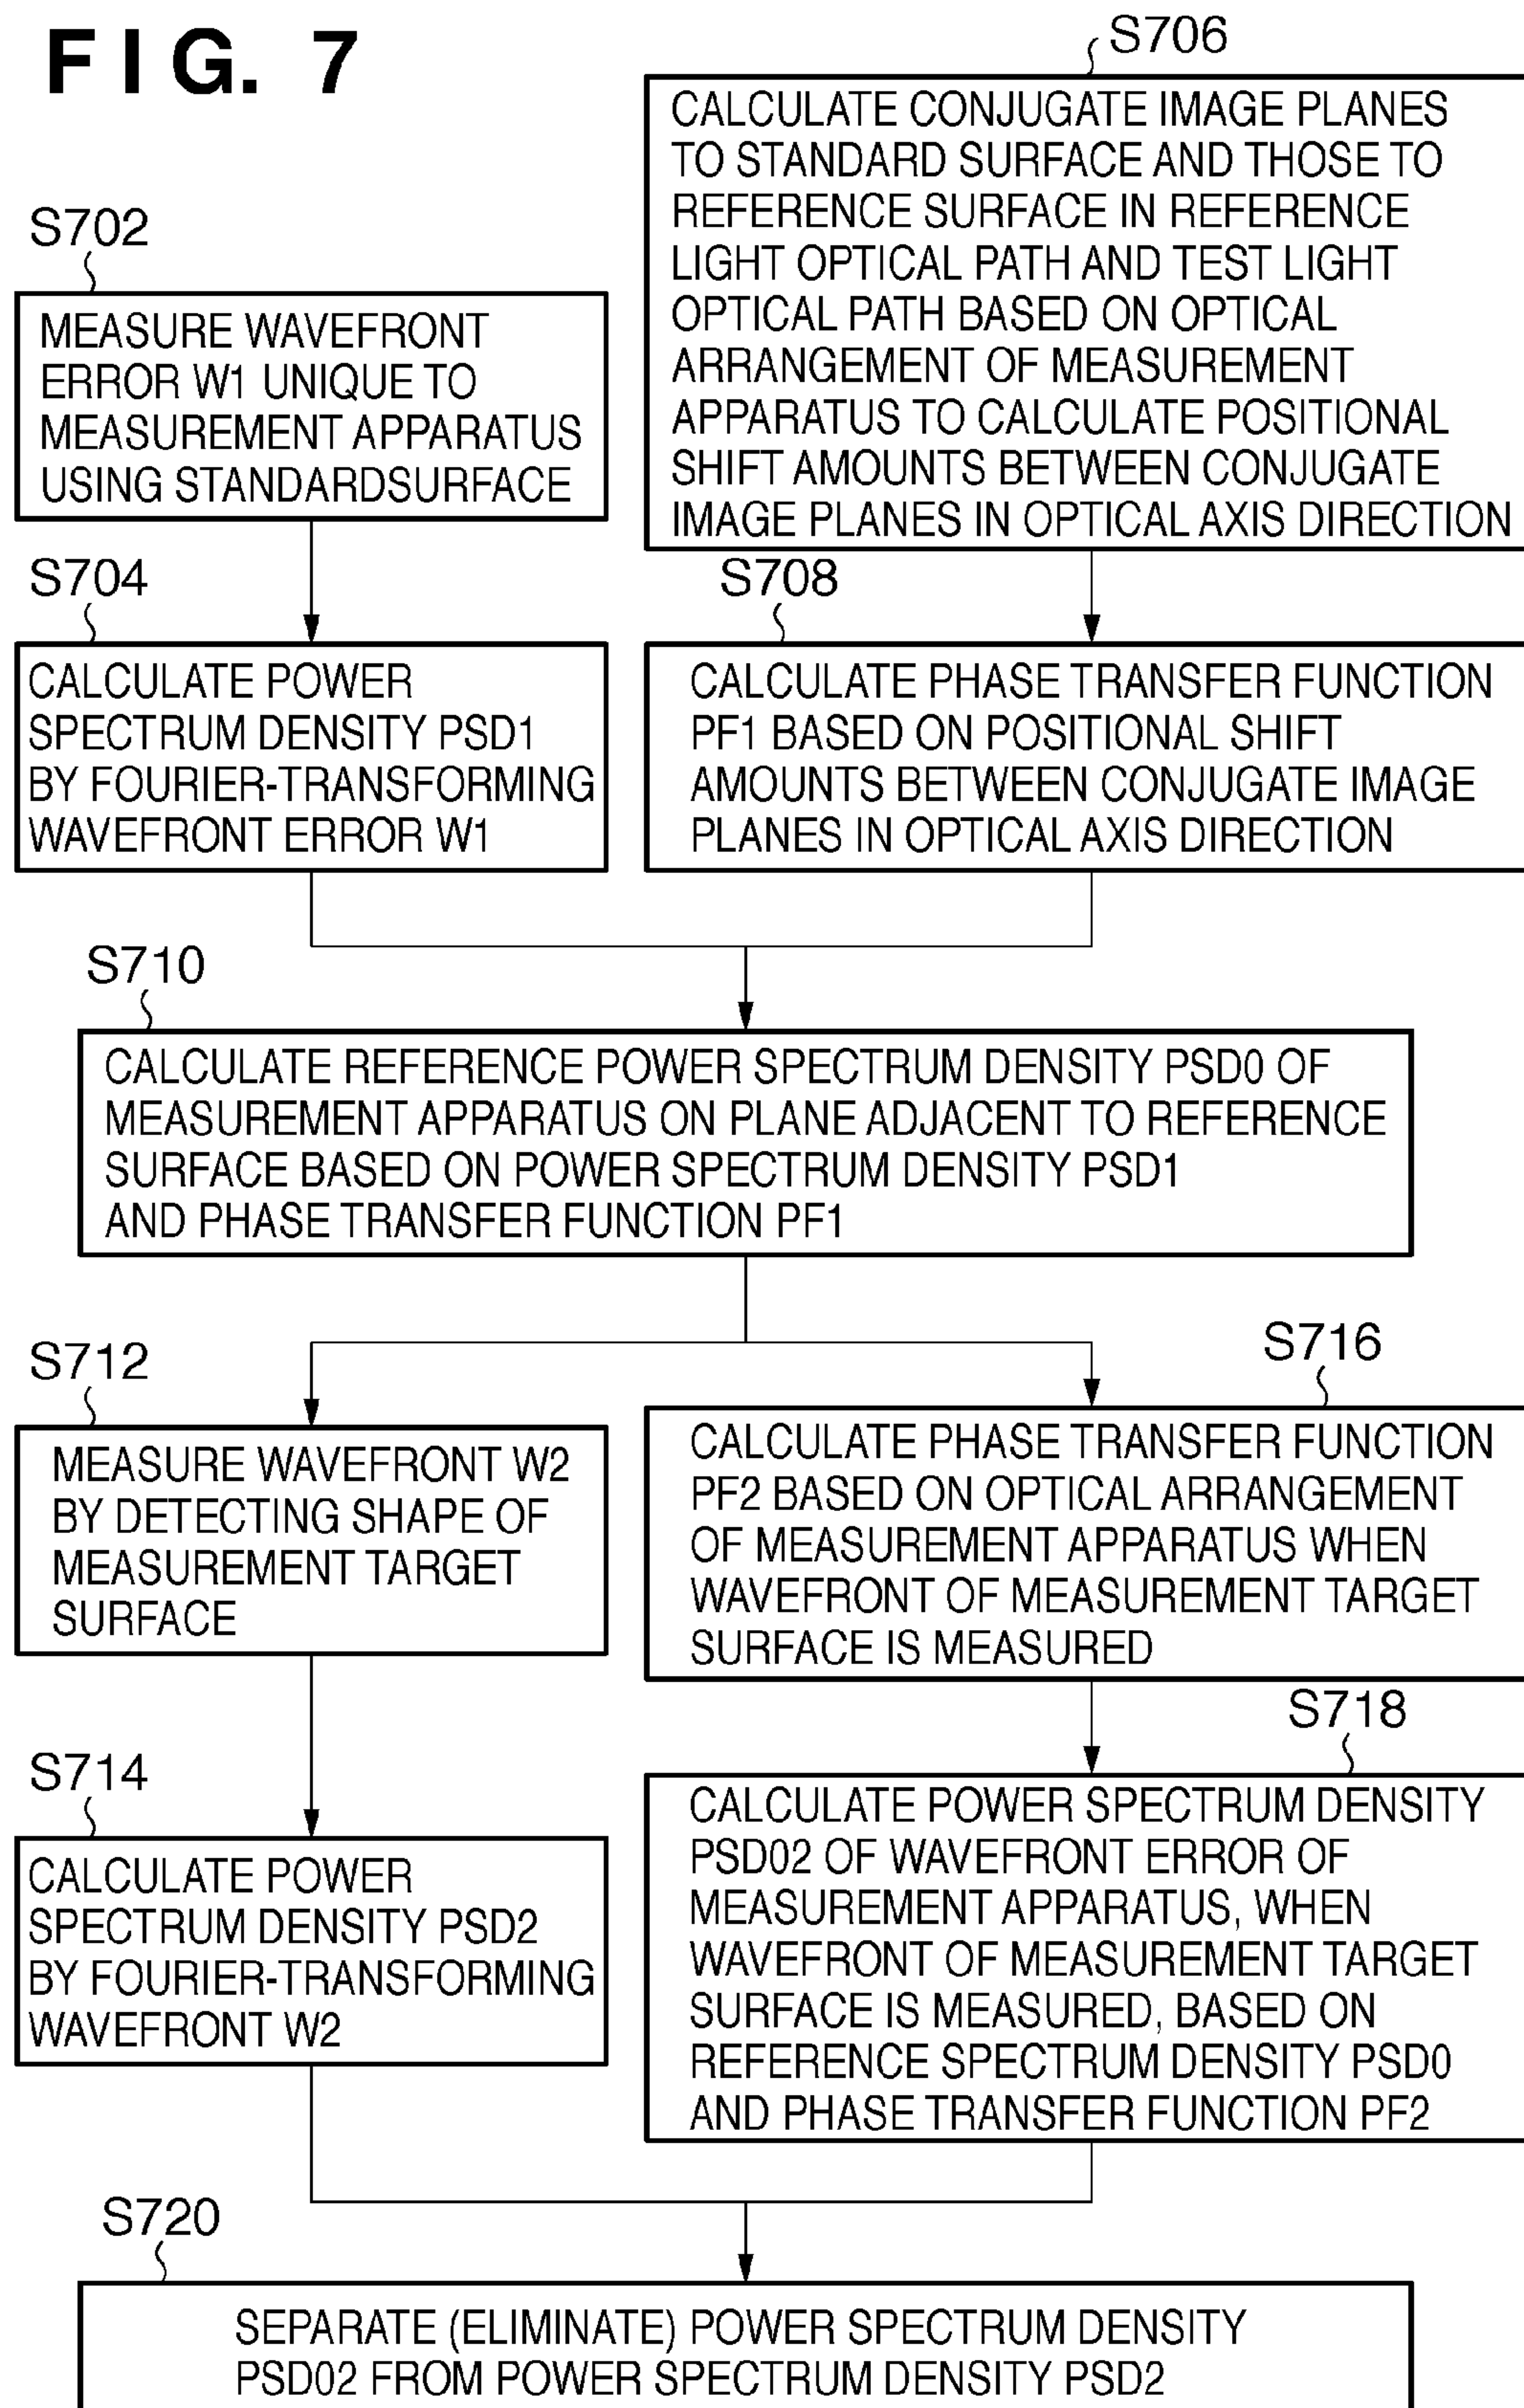 FIG. 7
S702
MEASURE WAVEFRONT
ERROR W1 UNIQUE TO
MEASUREMENT APPARATUS
USING STANDARDSURFACE
S706
CALCULATE CONJUGATE IMAGE PLANES
TO STANDARD SURFACE AND THOSE TO
REFERENCE SURFACE IN REFERENCE
LIGHT OPTICAL PATH AND TEST LIGHT
OPTICAL PATH BASED ON OPTICAL
ARRANGEMENT OF MEASUREMENT
APPARATUS TO CALCULATE POSITIONAL
SHIFT AMOUNTS BETWEEN CONJUGATE
IMAGE PLANES IN OPTICAL AXIS DIRECTION
S704
CALCULATE POWER
SPECTRUM DENSITY PSD1
BY FOURIER-TRANSFORMING
WAVEFRONT ERROR W1
S708
CALCULATE PHASE TRANSFER FUNCTION
PF1 BASED ON POSITIONAL SHIFT
AMOUNTS BETWEEN CONJUGATE IMAGE
PLANES IN OPTICAL AXIS DIRECTION
S710
CALCULATE REFERENCE POWER SPECTRUM DENSITY PSD0 OF
MEASUREMENT APPARATUS ON PLANE ADJACENT TO REFERENCE
SURFACE BASED ON POWER SPECTRUM DENSITY PSD1
AND PHASE TRANSFER FUNCTION PF1
S712
MEASURE WAVEFRONT W2
BY DETECTING SHAPE OF
MEASUREMENT TARGET
SURFACE
S716
CALCULATE PHASE TRANSFER FUNCTION
PF2 BASED ON OPTICAL ARRANGEMENT
OF MEASUREMENT APPARATUS WHEN
WAVEFRONT OF MEASUREMENT TARGET
SURFACE IS MEASURED
S714
CALCULATE POWER
SPECTRUM DENSITY PSD2
BY FOURIER-TRANSFORMING
WAVEFRONT W2
S718
CALCULATE POWER SPECTRUM DENSITY
PSD02 OF WAVEFRONT ERROR OF
MEASUREMENT APPARATUS, WHEN
WAVEFRONT OF MEASUREMENT TARGET
SURFACE IS MEASURED, BASED ON
REFERENCE SPECTRUM DENSITY PSD0
AND PHASE TRANSFER FUNCTION PF2
S720
SEPARATE (ELIMINATE) POWER SPECTRUM DENSITY
PSD02 FROM POWER SPECTRUM DENSITY PSD2